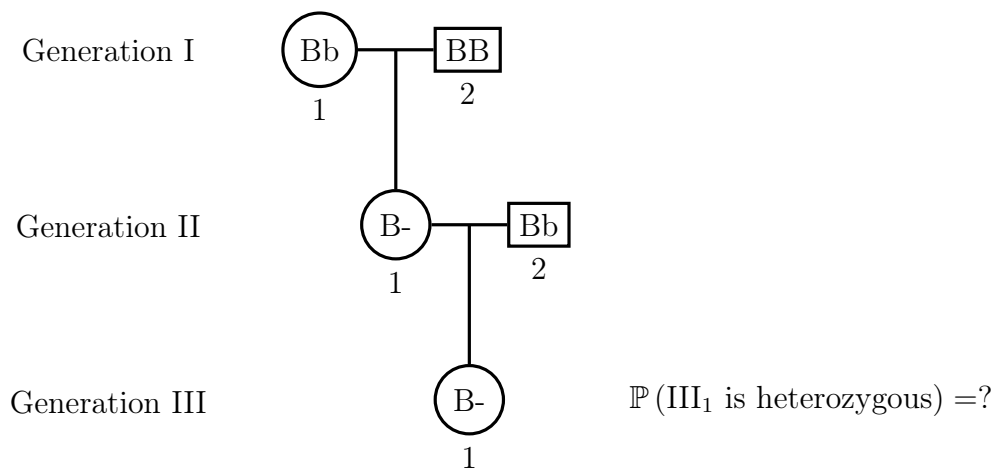 Generation I Bb BB
1 2
Generation II B- Bb
1 2
Generation III B- ℙ (III₁ is heterozygous) =?
1